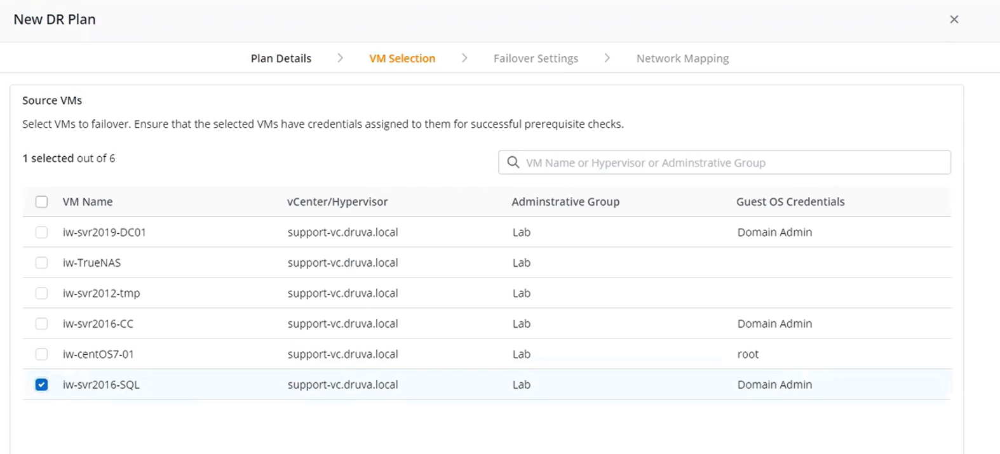 New DR Plan
Plan Details VM Selection Failover Settings Network Mapping
Source VMs
Select VMs to failover. Ensure that the selected VMs have credentials assigned to them for successful prerequisite checks.
1 selected out of 6
VM Name or Hypervisor or Adminstrative Group
VM Name vCenter/Hypervisor Adminstrative Group Guest OS Credentials
iw-svr2019-DC01 support-vc.druva.local Lab Domain Admin
iw-TrueNAS support-vc.druva.local Lab
iw-svr2012-tmp support-vc.druva.local Lab
iw-svr2016-CC support-vc.druva.local Lab Domain Admin
iw-centOS7-01 support-vc.druva.local Lab root
iw-svr2016-SQL support-vc.druva.local Lab Domain Admin